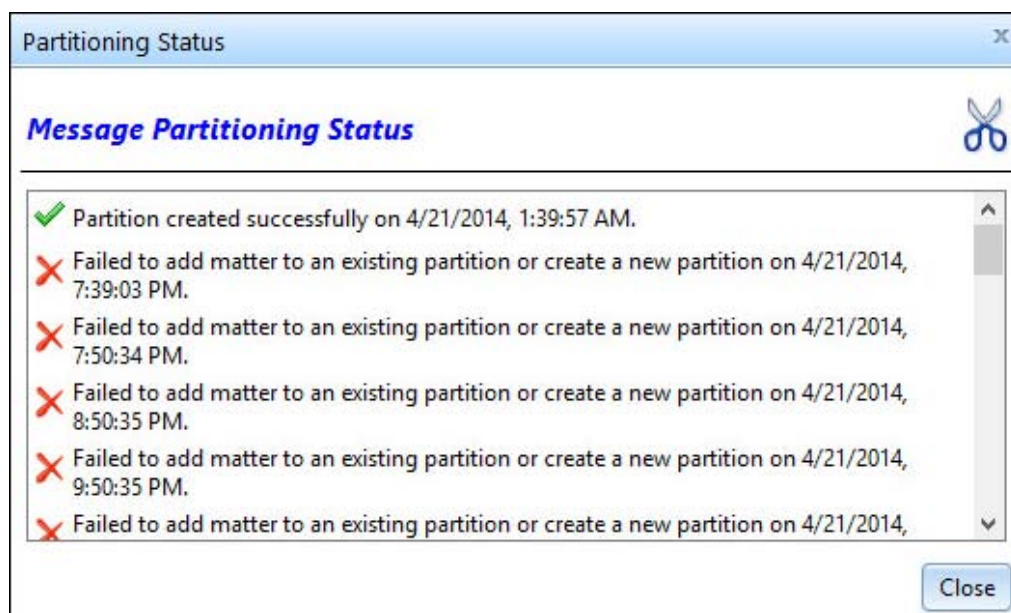 Partitioning Status
x
Message Partitioning Status
Partition created successfully on 4/21/2014, 1:39:57 AM.
Failed to add matter to an existing partition or create a new partition on 4/21/2014,
7:39:03 PM.
Failed to add matter to an existing partition or create a new partition on 4/21/2014,
7:50:34 PM.
Failed to add matter to an existing partition or create a new partition on 4/21/2014,
8:50:35 PM.
Failed to add matter to an existing partition or create a new partition on 4/21/2014,
9:50:35 PM.
Failed to add matter to an existing partition or create a new partition on 4/21/2014,
Close